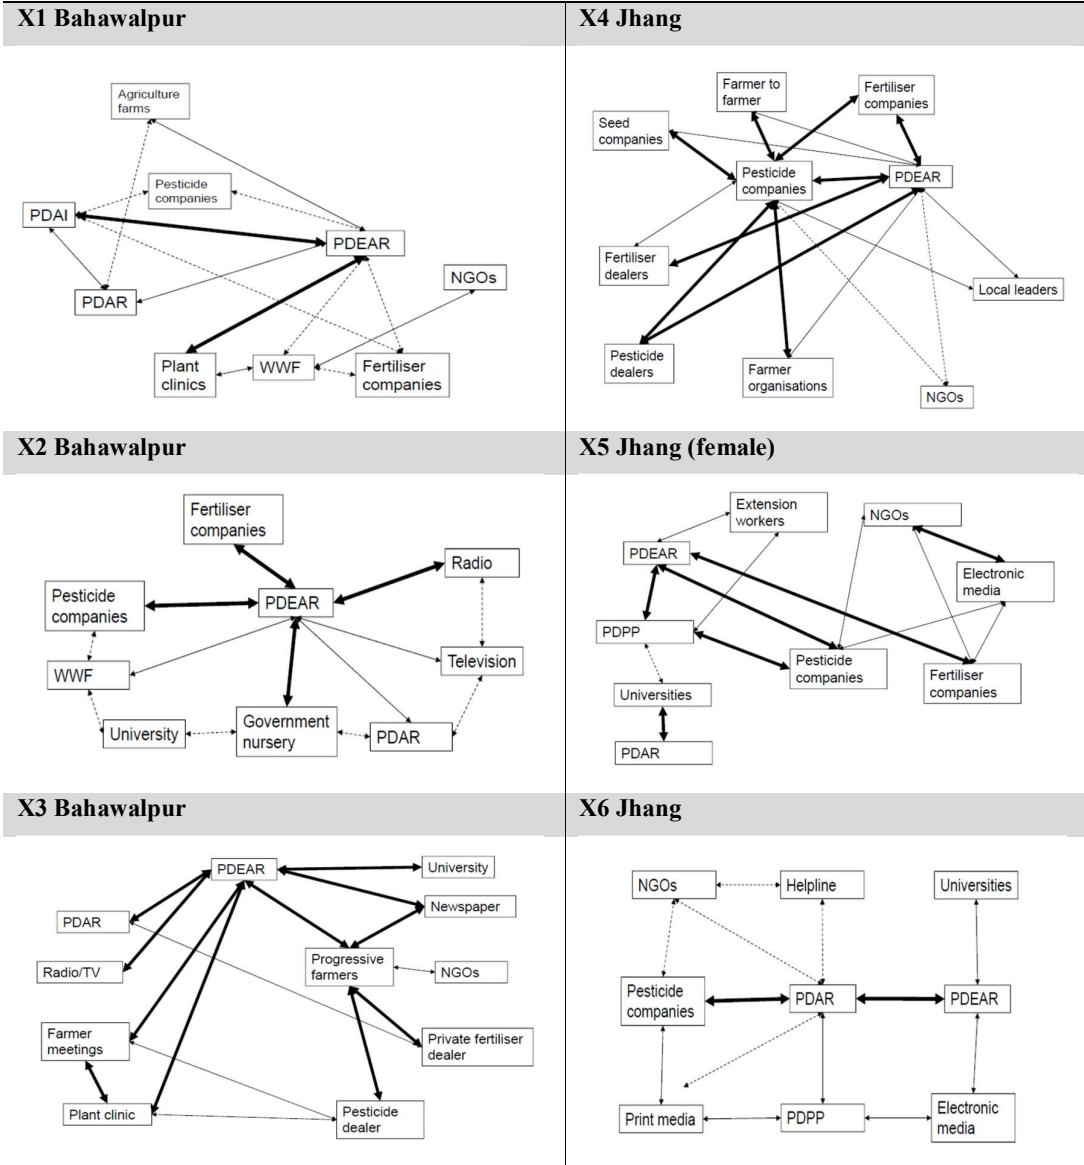 X1 Bahawalpur
Agriculture
farms
Pesticide
companies
PDAI
PDEAR
NGOs
PDAR
Plant
clinics
WWF
Fertiliser
companies
X4 Jhang
Farmer to
farmer
Fertiliser
companies
Seed
companies
Pesticide
companies
PDEAR
Fertiliser
dealers
Local leaders
Pesticide
dealers
Farmer
organisations
NGOs
X2 Bahawalpur
Fertiliser
companies
Radio
Pesticide
companies
PDEAR
WWF
Television
University
Government
nursery
PDAR
X5 Jhang (female)
Extension
workers
NGOs
PDEAR
Electronic
media
PDPP
Pesticide
companies
Fertiliser
companies
Universities
PDAR
X3 Bahawalpur
PDEAR
University
Newspaper
PDAR
Progressive
farmers
NGOs
Radio/TV
Farmer
meetings
Private fertiliser
dealer
Plant clinic
Pesticide
dealer
X6 Jhang
NGOs
Helpline
Universities
Pesticide
companies
PDAR
PDEAR
Print media
PDPP
Electronic
media